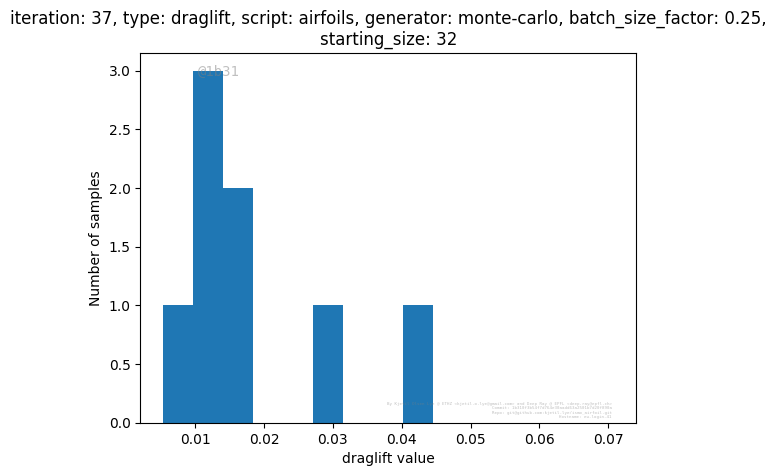 iteration: 37, type: draglift, script: airfoils, generator: monte-carlo, batch_size_factor: 0.25,
starting_size: 32
@1b31
3.0
2.5
2.0
1.5
1.0
0.5
0.0
Number of samples
0.01 0.02 0.03 0.04 0.05 0.06 0.07
draglift value